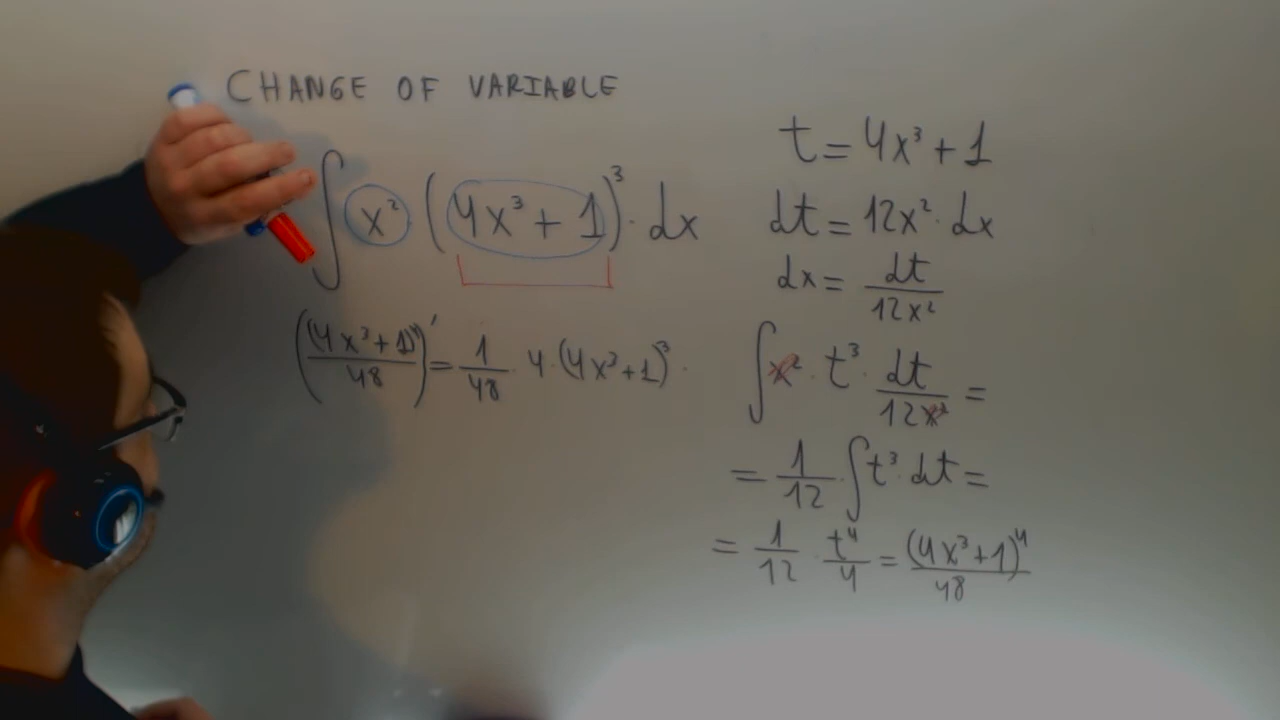 CHANGE OF VARIABLE
∫ x² (4x³ + 1)³ · dx
((4x³+1)⁴/48)′ = 1/48 · 4 · (4x³+1)³ ·
t = 4x³ + 1
dt = 12x² · dx
dx = dt/12x²
∫ x² · t³ · dt/12x² =
= 1/12 · ∫ t³ · dt =
= 1/12 · t⁴/4 = (4x³+1)⁴/48